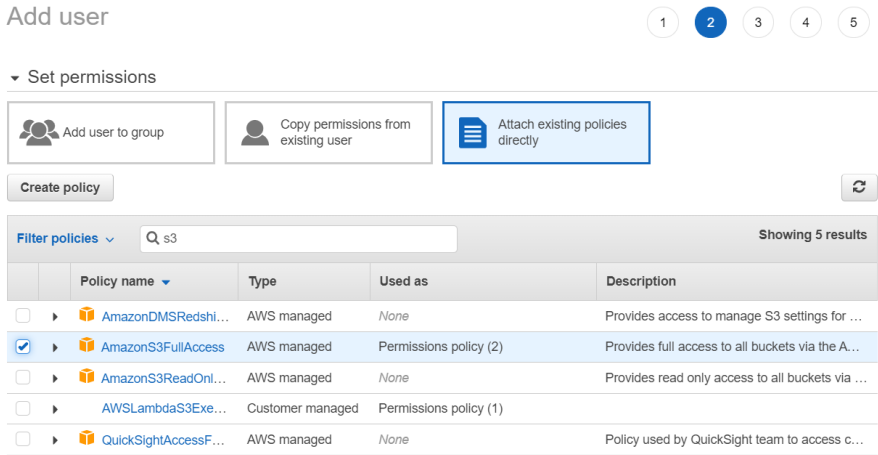 Add user
1 2 3 4 5
Set permissions
Add user to group
Copy permissions from
existing user
Attach existing policies
directly
Create policy
Filter policies s3 Showing 5 results
Policy name Type Used as Description
AmazonDMSRedshi... AWS managed None Provides access to manage S3 settings for ...
AmazonS3FullAccess AWS managed Permissions policy (2) Provides full access to all buckets via the A...
AmazonS3ReadOnl... AWS managed None Provides read only access to all buckets via ...
AWSLambdaS3Exe... Customer managed Permissions policy (1)
QuickSightAccessF... AWS managed None Policy used by QuickSight team to access c...